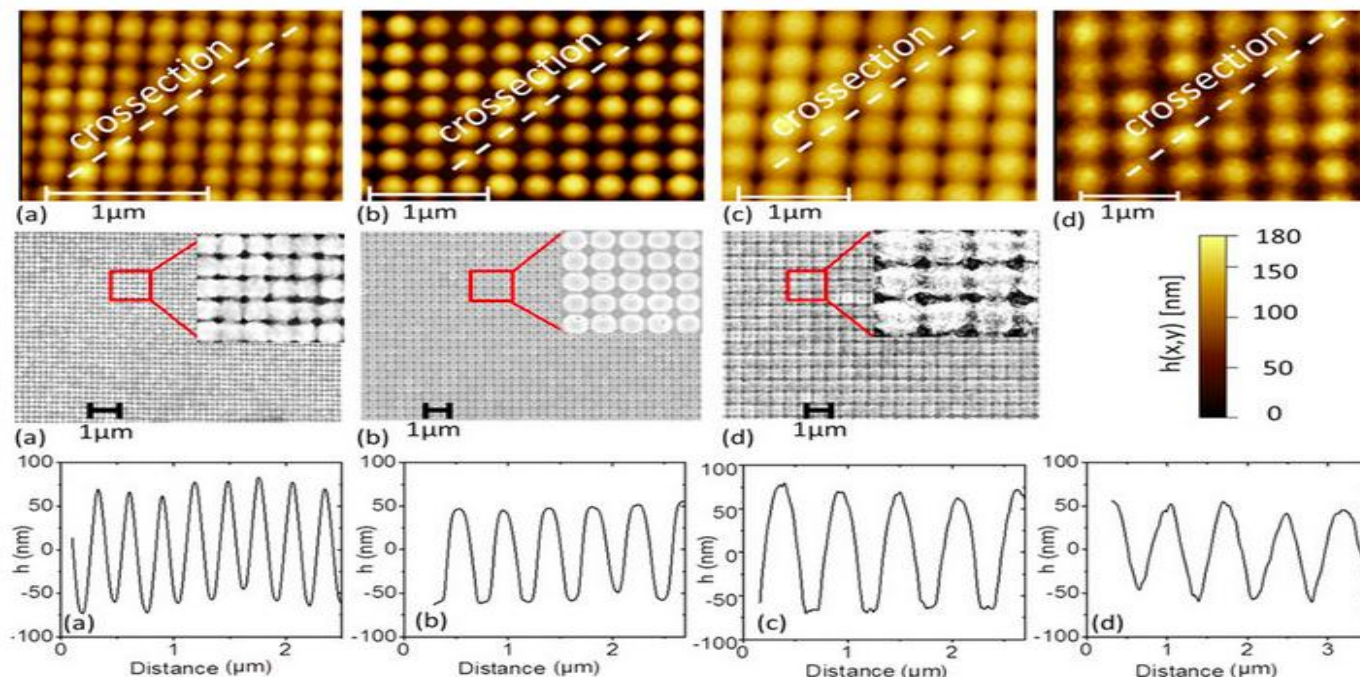 crossection
crossection
crossection
crossection
1µm
1µm
1µm
1µm
(a)
(b)
(c)
(d)
180
150
100
50
0
h(x,y) [nm]
1µm
1µm
1µm
(a)
(b)
(d)
100
50
0
-50
-100
h (nm)
(a)
0
1
2
Distance (µm)
100
50
0
-50
-100
h (nm)
(b)
0
1
2
Distance (µm)
100
50
0
-50
-100
h (nm)
(c)
0
1
2
Distance (µm)
100
50
0
-50
-100
h (nm)
(d)
0
1
2
3
Distance (µm)